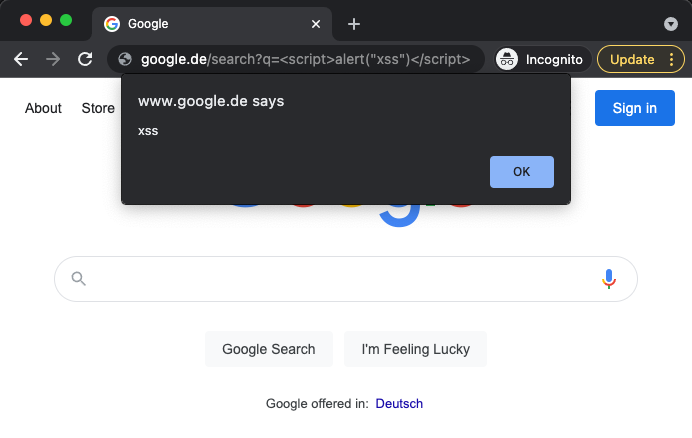 Google
google.de/search?q=<script>alert("xss")</script>
Incognito
Update
About
Store
Sign in
www.google.de says
xss
OK
Google Search
I'm Feeling Lucky
Google offered in: Deutsch